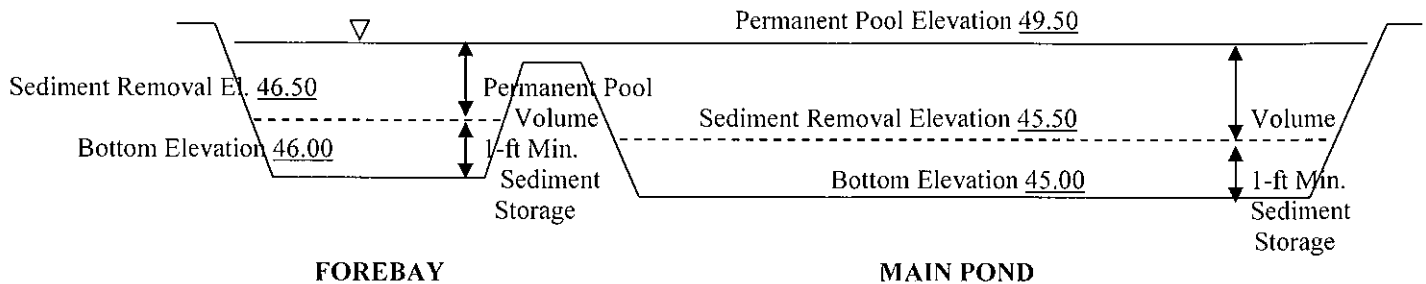 Permanent Pool Elevation 49.50
Sediment Removal El. 46.50
Permanent Pool
Volume
Sediment Removal Elevation 45.50
Volume
Bottom Elevation 46.00
1-ft Min.
Sediment
Storage
Bottom Elevation 45.00
1-ft Min.
Sediment
Storage
FOREBAY
MAIN POND